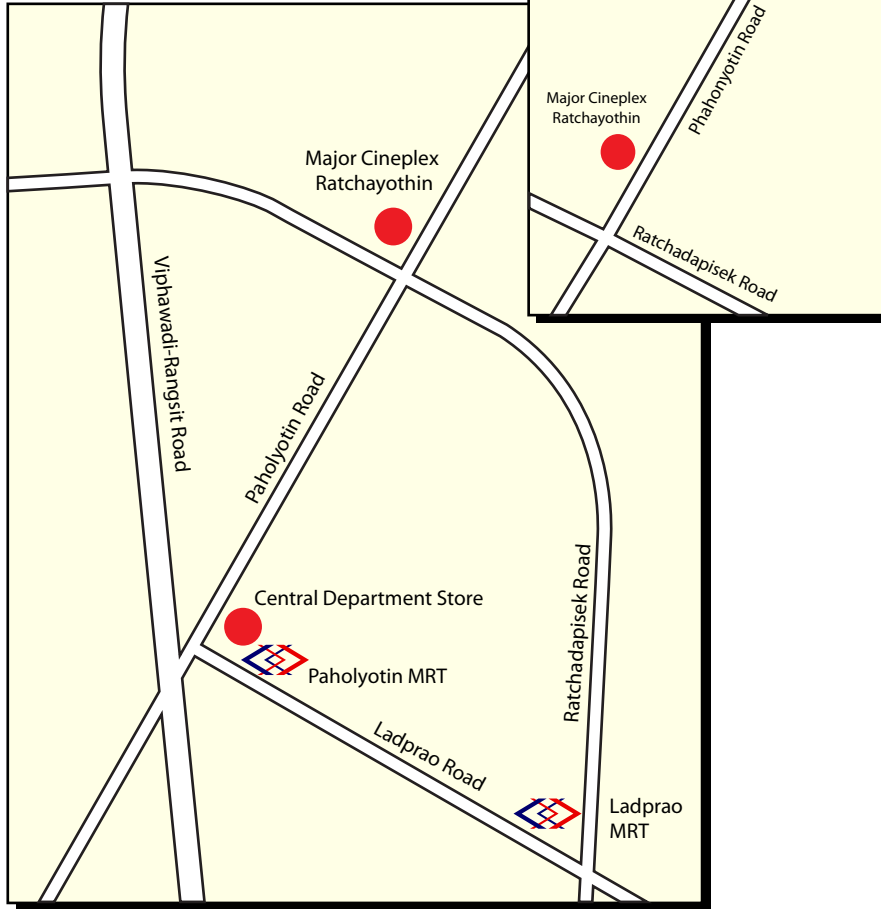 Major Cineplex
Ratchayothin
Phahonyotin Road
Ratchadapisek Road
Major Cineplex
Ratchayothin
Viphawadi-Rangsit Road
Paholyotin Road
Central Department Store
Paholyotin MRT
Ratchadapisek Road
Ladprao Road
Ladprao
MRT